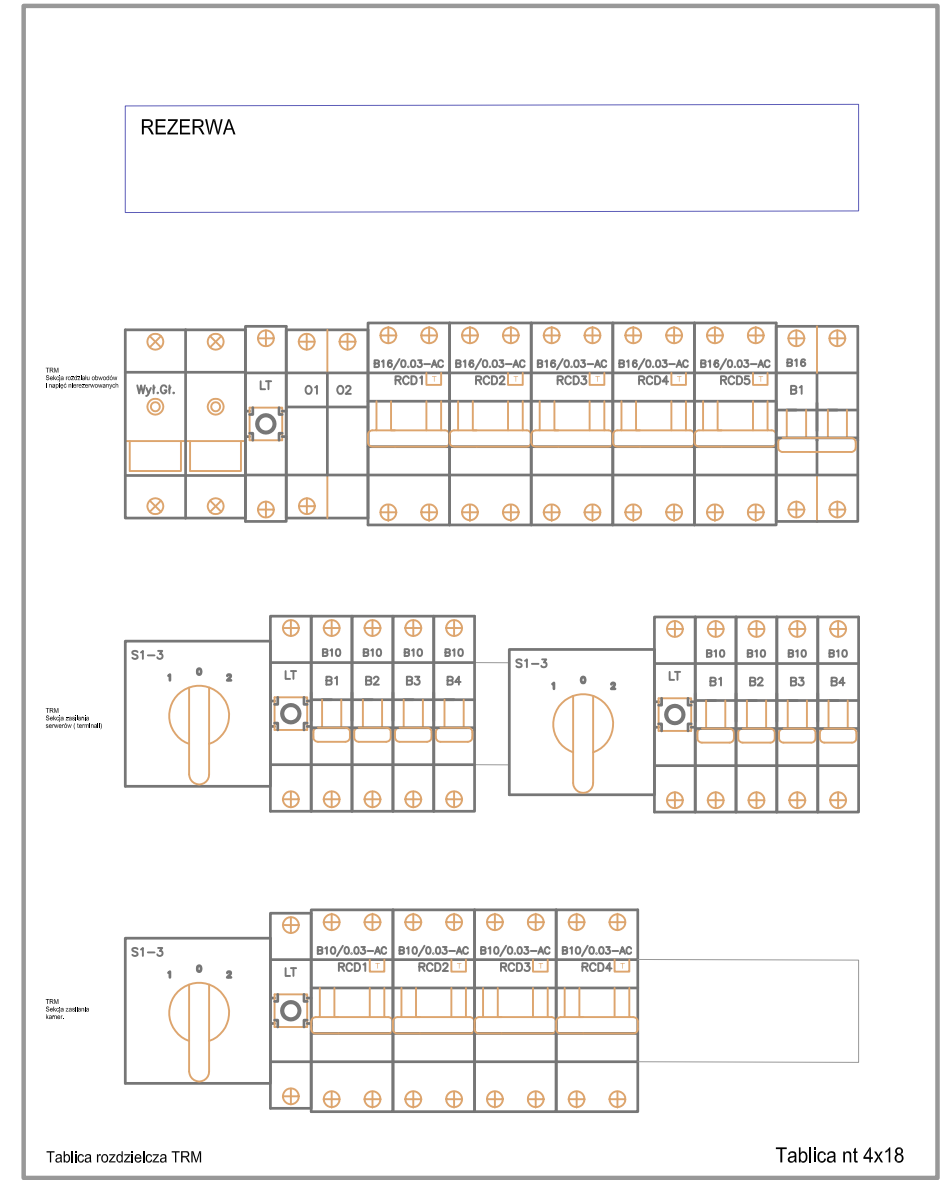 REZERWA
TRM
Sekcja rozdziału obwodów
i napięć nierezerwowanych
B16/0.03-AC B16/0.03-AC B16/0.03-AC B16/0.03-AC B16/0.03-AC B16
RCD1 T RCD2 T RCD3 T RCD4 T RCD5 T
Wył.Gł. LT O1 O2 B1
TRM
Sekcja zasilania
serwerów ( terminali)
S1-3 B10 B10 B10 B10 S1-3 B10 B10 B10 B10
1 0 2 LT B1 B2 B3 B4 1 0 2 LT B1 B2 B3 B4
TRM
Sekcja zasilania
kamer.
S1-3 B10/0.03-AC B10/0.03-AC B10/0.03-AC B10/0.03-AC
1 0 2 LT RCD1 T RCD2 T RCD3 T RCD4 T
Tablica rozdzielcza TRM
Tablica nt 4x18